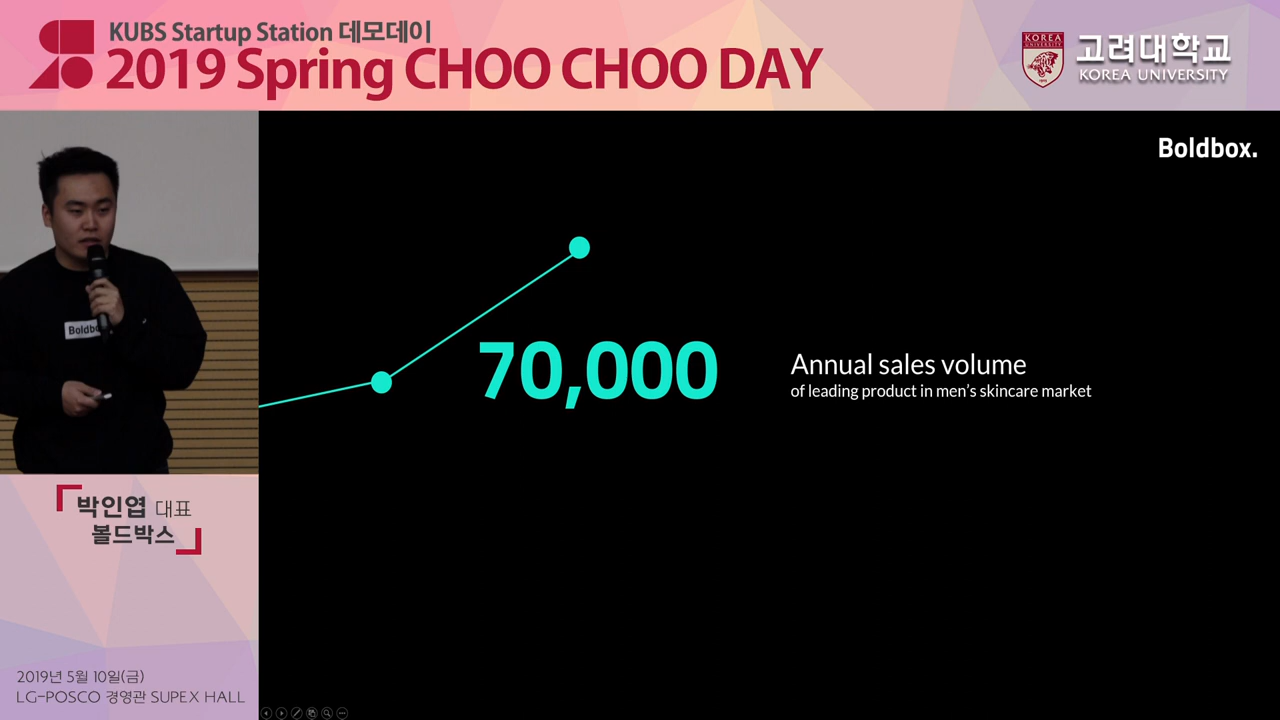 KUBS Startup Station 데모데이
2019 Spring CHOO CHOO DAY
KOREA
UNIVERSITY
고려대학교
KOREA UNIVERSITY
Boldbox.
70,000
Annual sales volume
of leading product in men's skincare market
Boldbo
박인엽 대표
볼드박스
2019년 5월 10일(금)
LG-POSCO 경영관 SUPEX HALL